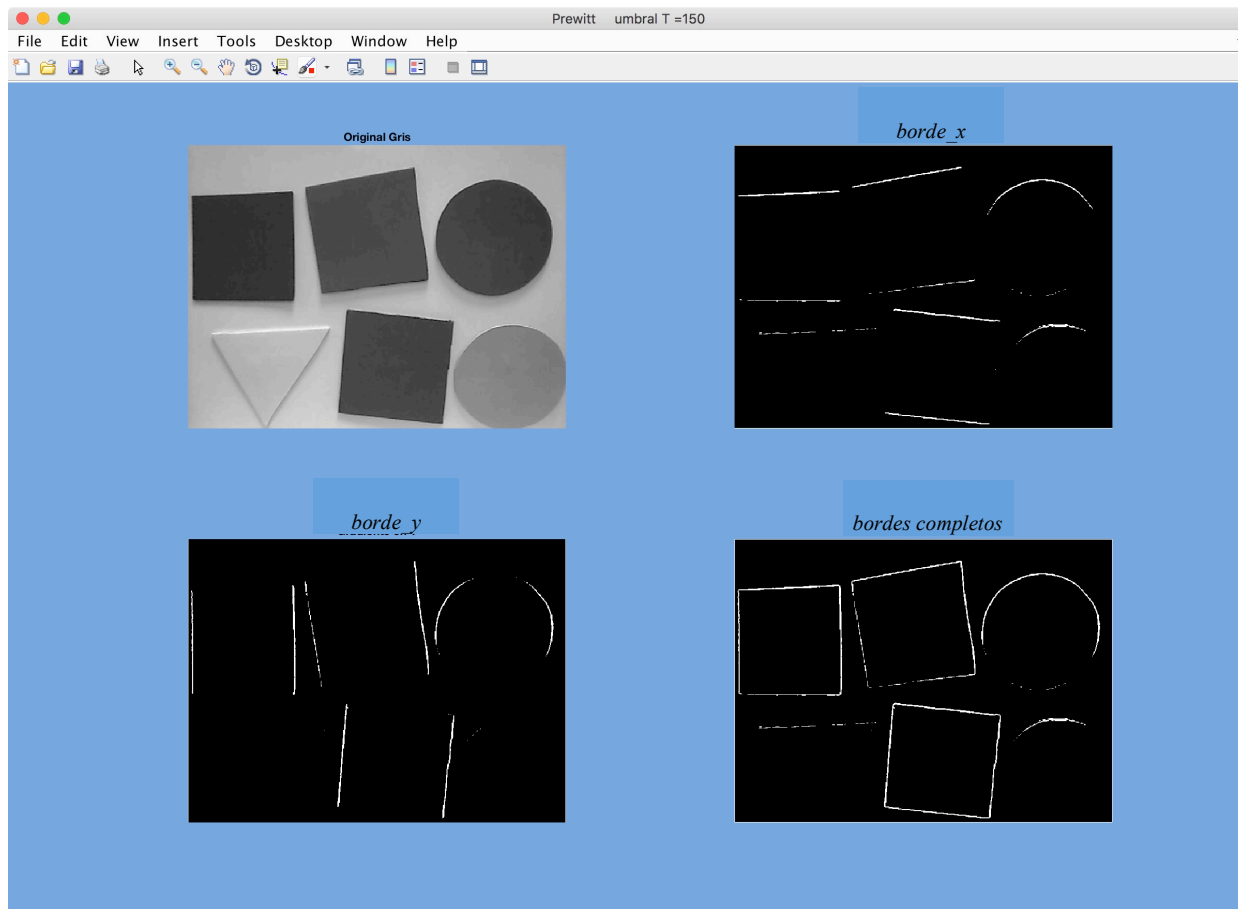 Prewitt umbral T =150
File Edit View Insert Tools Desktop Window Help
Original Gris
borde_x
borde_y
bordes completos